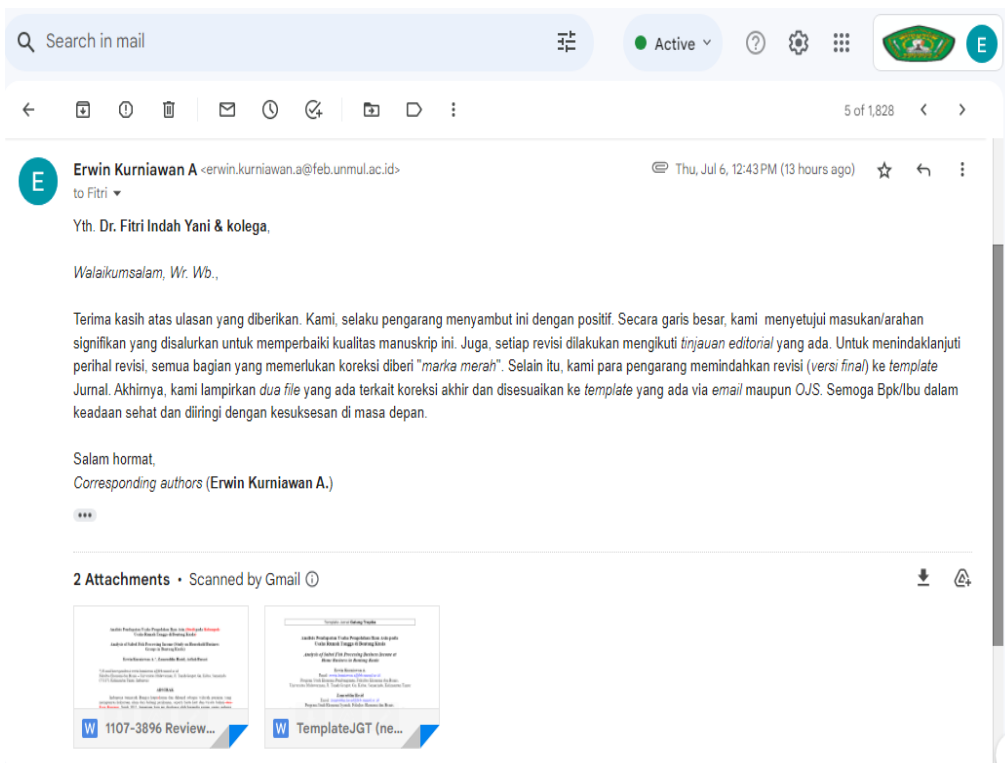 Search in mail
Active
E
5 of 1,828
E
Erwin Kurniawan A <erwin.kurniawan.a@feb.unmul.ac.id>
Thu, Jul 6, 12:43 PM (13 hours ago)
to Fitri
Yth. Dr. Fitri Indah Yani & kolega,
Walaikumsalam, Wr. Wb.,
Terima kasih atas ulasan yang diberikan. Kami, selaku pengarang menyambut ini dengan positif. Secara garis besar, kami menyetujui masukan/arahan
signifikan yang disalurkan untuk memperbaiki kualitas manuskrip ini. Juga, setiap revisi dilakukan mengikuti tinjauan editorial yang ada. Untuk menindaklanjuti
perihal revisi, semua bagian yang memerlukan koreksi diberi "marka merah". Selain itu, kami para pengarang memindahkan revisi (versi final) ke template
Jurnal. Akhirnya, kami lampirkan dua file yang ada terkait koreksi akhir dan disesuaikan ke template yang ada via email maupun OJS. Semoga Bpk/Ibu dalam
keadaan sehat dan diiringi dengan kesuksesan di masa depan.
Salam hormat,
Corresponding authors (Erwin Kurniawan A.)
2 Attachments • Scanned by Gmail
W 1107-3896 Review...
W TemplateJGT (ne...